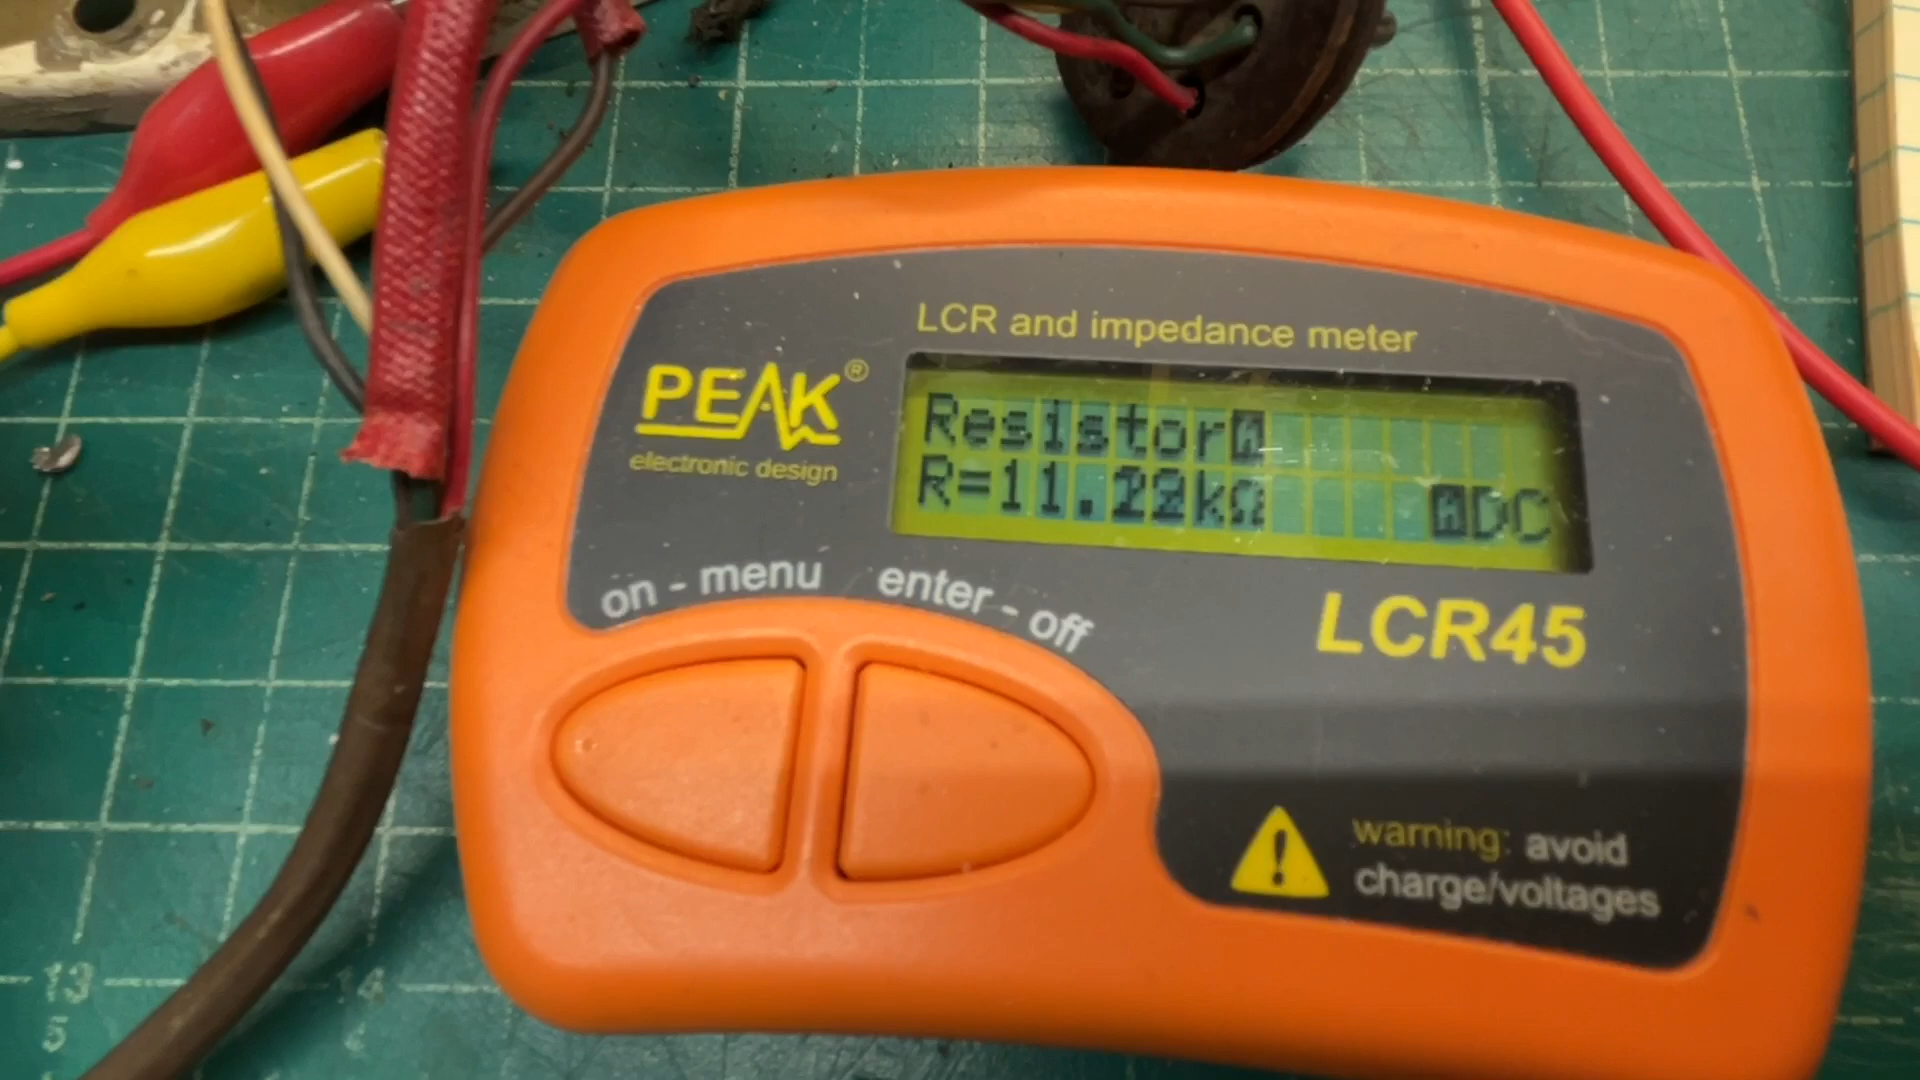 LCR and impedance meter
PEAK®
electronic design
Resistor
R=11. kΩ DC
on - menu enter - off
LCR45
warning: avoid
charge/voltages
13 14
5